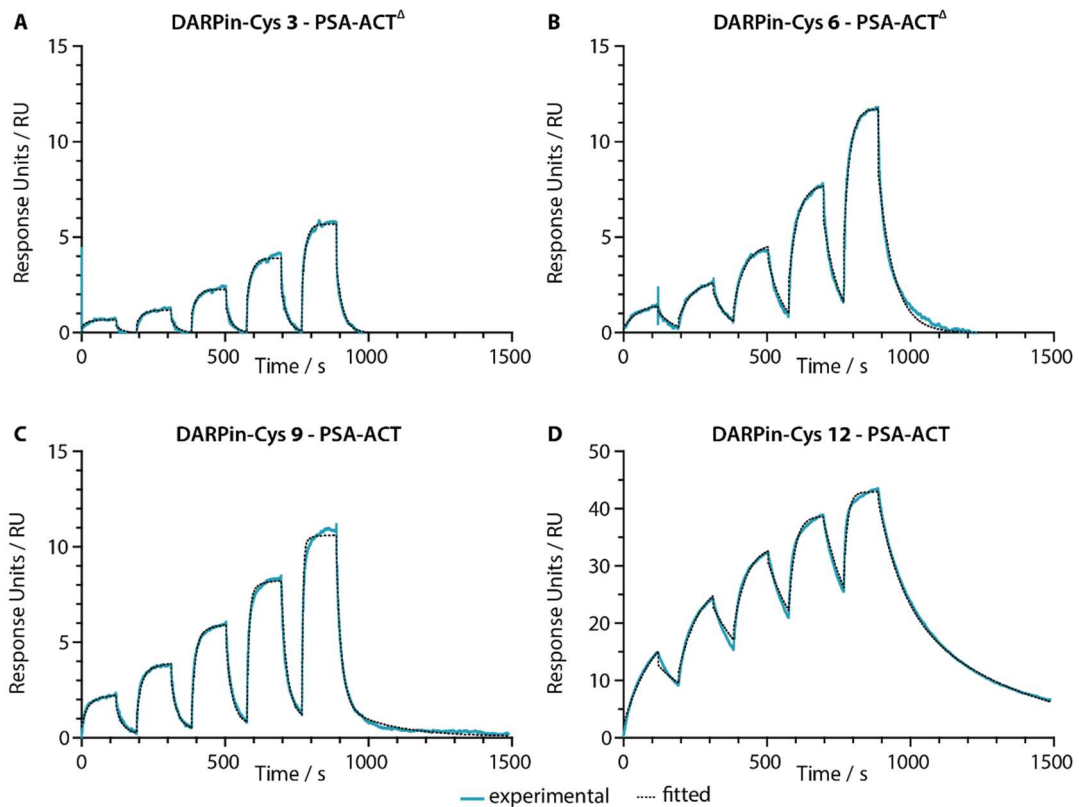 A DARPin-Cys 3 - PSA-ACTΔ
15
10
5
0
Response Units / RU
0 500 1000 1500
Time / s
B DARPin-Cys 6 - PSA-ACTΔ
15
10
5
0
Response Units / RU
0 500 1000 1500
Time / s
C DARPin-Cys 9 - PSA-ACT
15
10
5
0
Response Units / RU
0 500 1000 1500
Time / s
D DARPin-Cys 12 - PSA-ACT
50
40
30
20
10
0
Response Units / RU
0 500 1000 1500
Time / s
experimental fitted